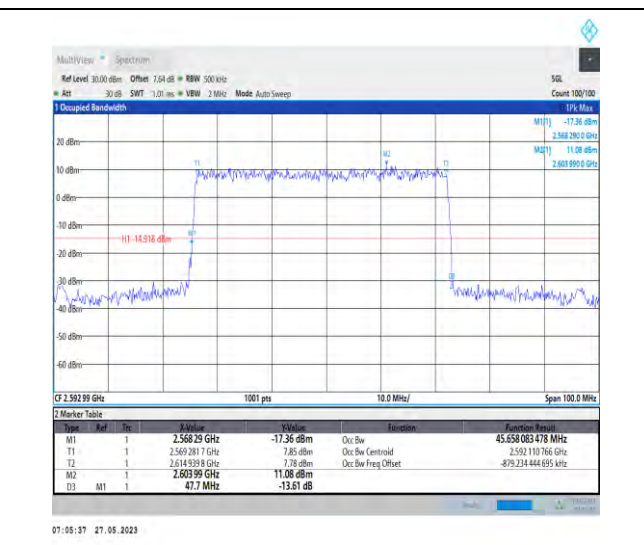 MultiView Spectrum
Ref Level 30.00 dBm Offset 7.64 dB RBW 500 kHz SGL
Att 30 dB SWT 1.01 ms VBW 2 MHz Mode Auto Sweep Count 100/100
1 Occupied Bandwidth 1Pk Max
M1[1] -17.36 dBm
2.568 290 0 GHz
M2[1] 11.08 dBm
2.603 990 0 GHz
20 dBm
M2
T1 T2
10 dBm
0 dBm
-10 dBm
M1
H1 -14.918 dBm
-20 dBm
D3
-30 dBm
-40 dBm
-50 dBm
-60 dBm
CF 2.592 99 GHz 1001 pts 10.0 MHz/ Span 100.0 MHz
2 Marker Table
Type Ref Trc X-Value Y-Value Function Function Result
M1 1 2.568 29 GHz -17.36 dBm Occ Bw 45.658 083 478 MHz
T1 1 2.569 281 7 GHz 7.85 dBm Occ Bw Centroid 2.592 110 766 GHz
T2 1 2.614 939 8 GHz 7.78 dBm Occ Bw Freq Offset -879.234 444 695 kHz
M2 1 2.603 99 GHz 11.08 dBm
D3 M1 1 47.7 MHz -13.61 dB
07:05:37 27.05.2023